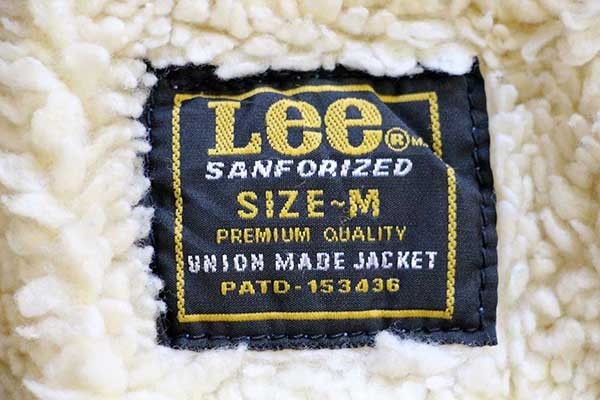 Lee® M.
SANFORIZED
SIZE~M
PREMIUM QUALITY
UNION MADE JACKET
PATD-153436